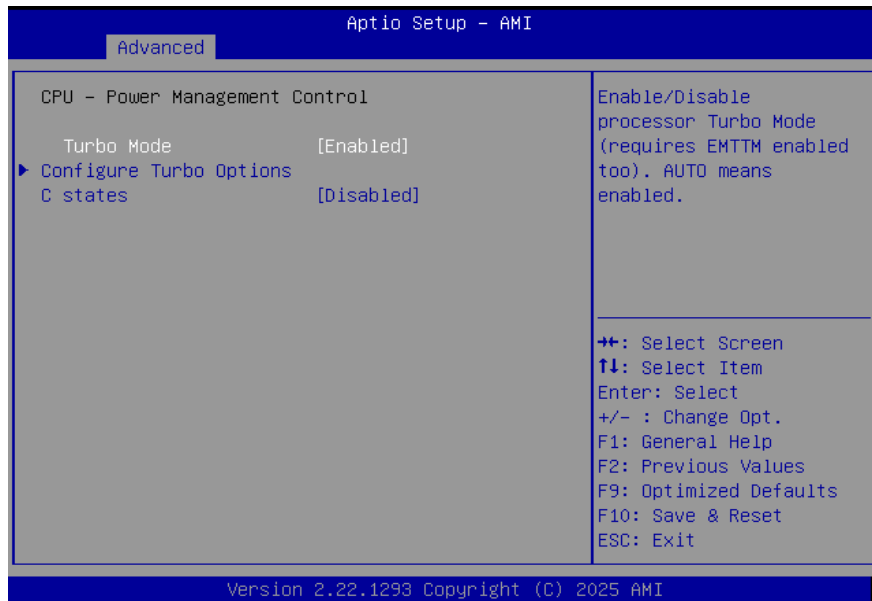 Aptio Setup – AMI
Advanced
CPU – Power Management Control
Turbo Mode [Enabled]
Configure Turbo Options
C states [Disabled]
Enable/Disable
processor Turbo Mode
(requires EMTTM enabled
too). AUTO means
enabled.
→←: Select Screen
↑↓: Select Item
Enter: Select
+/– : Change Opt.
F1: General Help
F2: Previous Values
F9: Optimized Defaults
F10: Save & Reset
ESC: Exit
Version 2.22.1293 Copyright (C) 2025 AMI